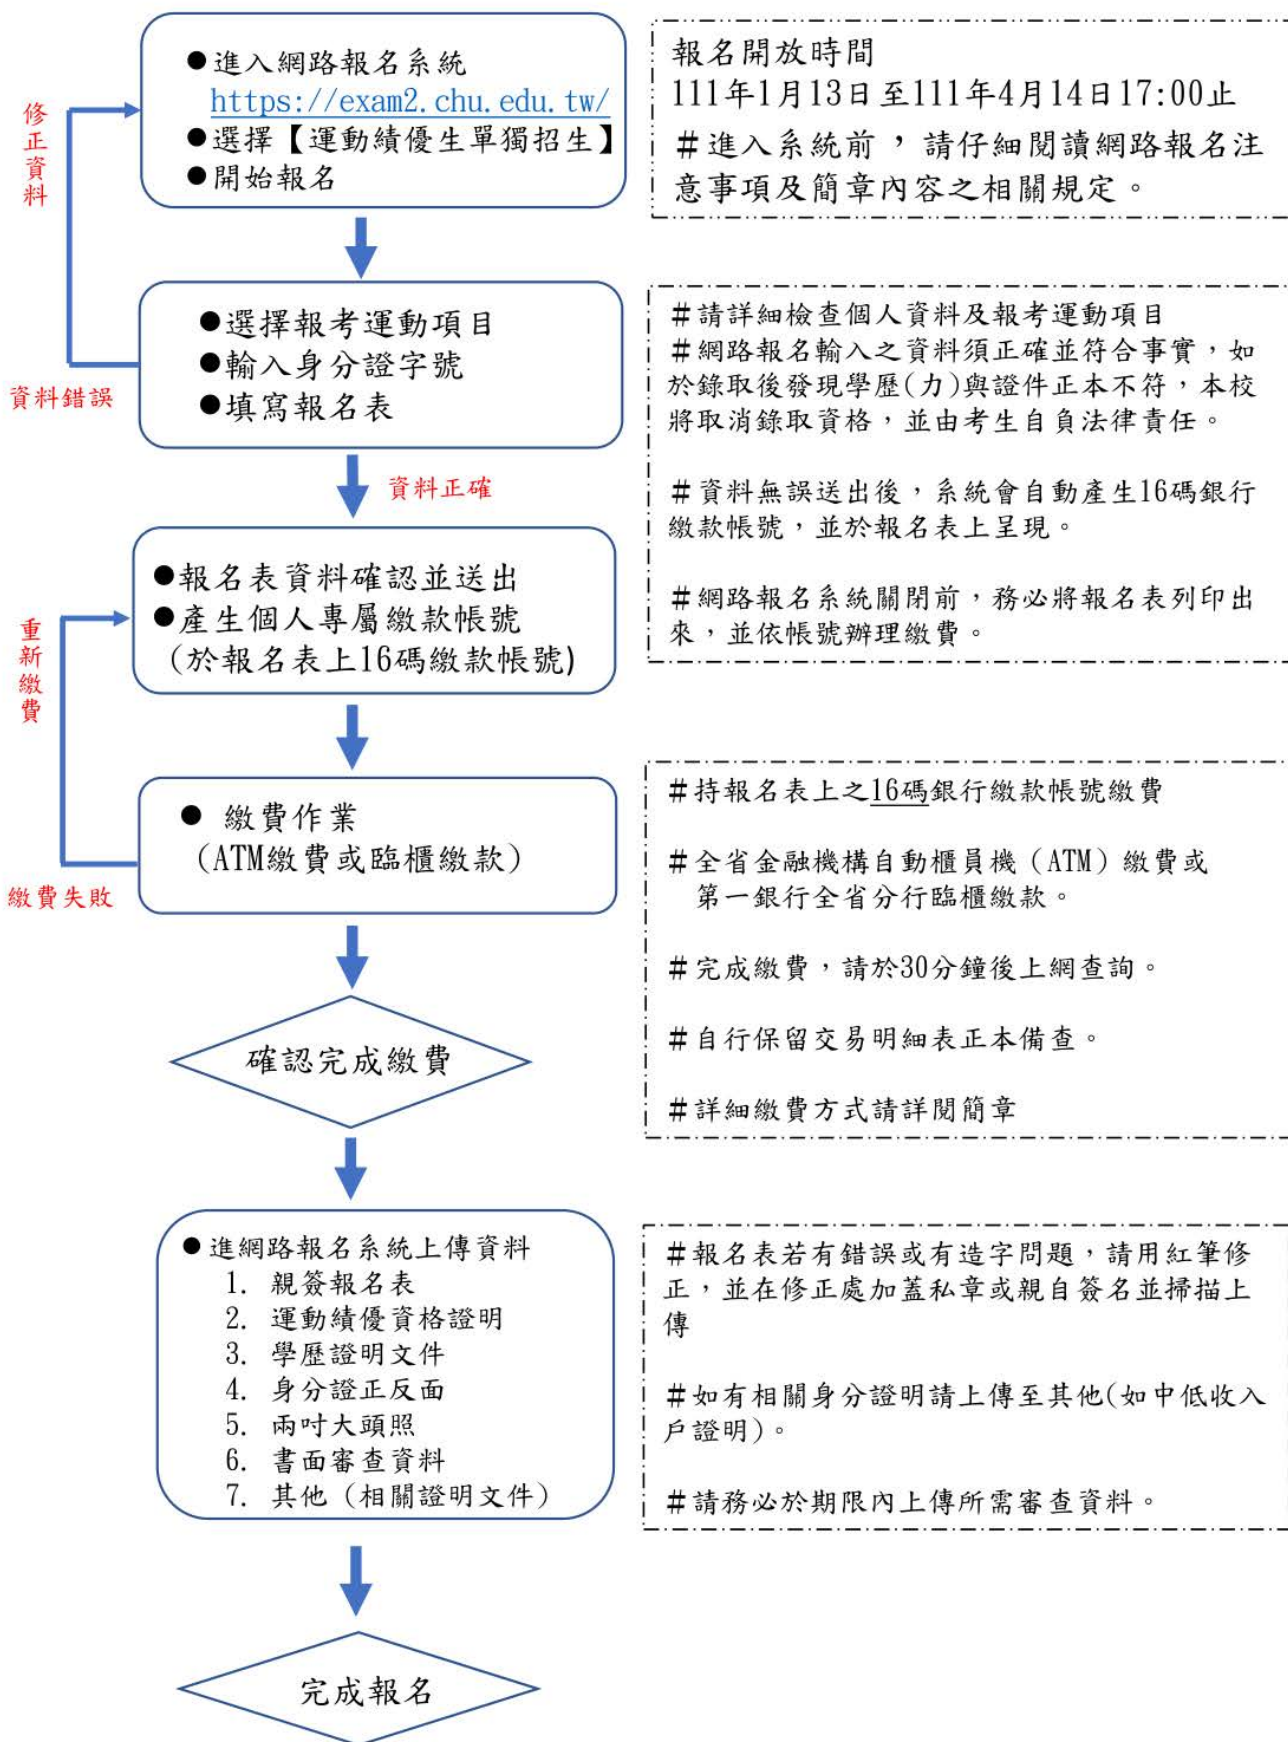 ●進入網路報名系統
https://exam2.chu.edu.tw/
●選擇【運動績優生單獨招生】
●開始報名
報名開放時間
111年1月13日至111年4月14日17:00止
＃進入系統前，請仔細閱讀網路報名注
意事項及簡章內容之相關規定。
修正資料
資料錯誤
●選擇報考運動項目
●輸入身分證字號
●填寫報名表
＃請詳細檢查個人資料及報考運動項目
＃網路報名輸入之資料須正確並符合事實，如
於錄取後發現學歷(力)與證件正本不符，本校
將取消錄取資格，並由考生自負法律責任。
＃資料無誤送出後，系統會自動產生16碼銀行
繳款帳號，並於報名表上呈現。
＃網路報名系統關閉前，務必將報名表列印出
來，並依帳號辦理繳費。
資料正確
●報名表資料確認並送出
●產生個人專屬繳款帳號
（於報名表上16碼繳款帳號)
重新繳費
繳費失敗
● 繳費作業
（ATM繳費或臨櫃繳款）
＃持報名表上之16碼銀行繳款帳號繳費
＃全省金融機構自動櫃員機（ATM）繳費或
第一銀行全省分行臨櫃繳款。
＃完成繳費，請於30分鐘後上網查詢。
＃自行保留交易明細表正本備查。
＃詳細繳費方式請詳閱簡章
確認完成繳費
●進網路報名系統上傳資料
1. 親簽報名表
2. 運動績優資格證明
3. 學歷證明文件
4. 身分證正反面
5. 兩吋大頭照
6. 書面審查資料
7. 其他（相關證明文件）
＃報名表若有錯誤或有造字問題，請用紅筆修
正，並在修正處加蓋私章或親自簽名並掃描上
傳
＃如有相關身分證明請上傳至其他(如中低收入
戶證明)。
＃請務必於期限內上傳所需審查資料。
完成報名